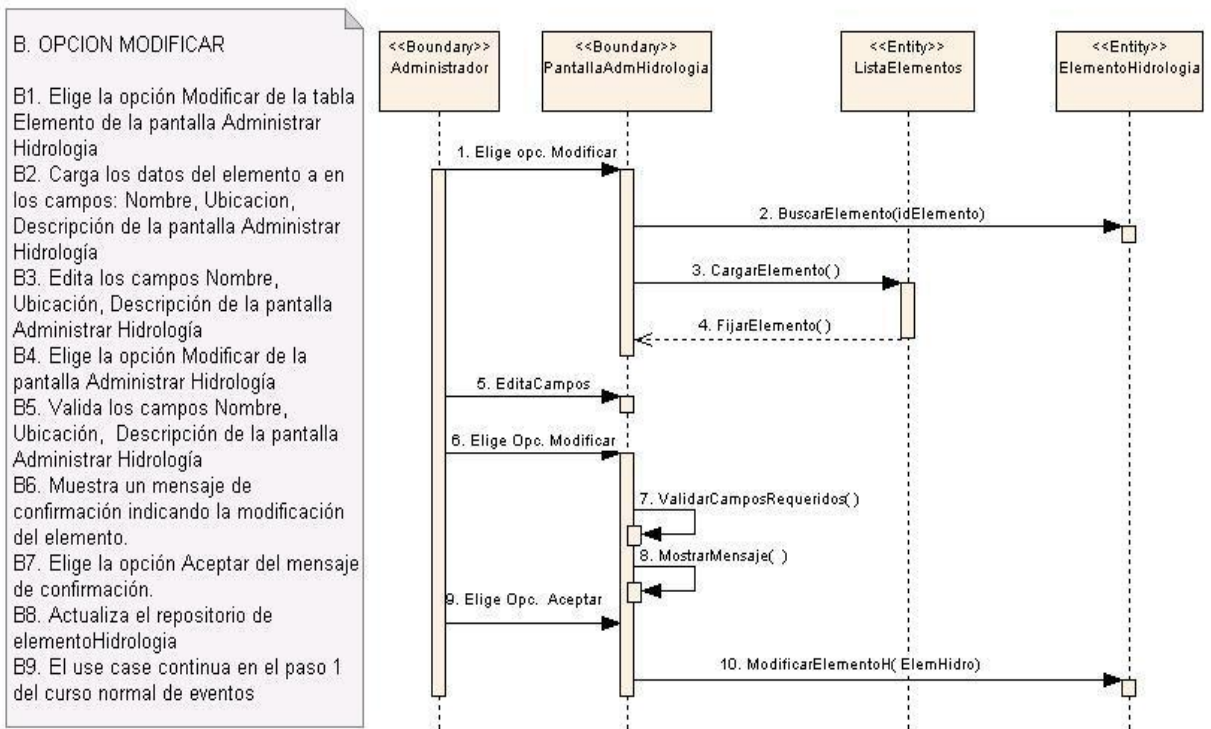 B. OPCION MODIFICAR
B1. Elige la opción Modificar de la tabla
Elemento de la pantalla Administrar
Hidrologia
B2. Carga los datos del elemento a en
los campos: Nombre, Ubicacion,
Descripción de la pantalla Administrar
Hidrología
B3. Edita los campos Nombre,
Ubicación, Descripción de la pantalla
Administrar Hidrología
B4. Elige la opción Modificar de la
pantalla Administrar Hidrología
B5. Valida los campos Nombre,
Ubicación, Descripción de la pantalla
Administrar Hidrología
B6. Muestra un mensaje de
confirmación indicando la modificación
del elemento.
B7. Elige la opción Aceptar del mensaje
de confirmación.
B8. Actualiza el repositorio de
elementoHidrologia
B9. El use case continua en el paso 1
del curso normal de eventos
<<Boundary>>
Administrador
<<Boundary>>
PantallaAdmHidrologia
<<Entity>>
ListaElementos
<<Entity>>
ElementoHidrologia
1. Elige opc. Modificar
2. BuscarElemento(idElemento)
3. CargarElemento( )
4. FijarElemento( )
5. EditaCampos
6. Elige Opc. Modificar
7. ValidarCamposRequeridos( )
8. MostrarMensaje( )
9. Elige Opc. Aceptar
10. ModificarElementoH( ElemHidro)